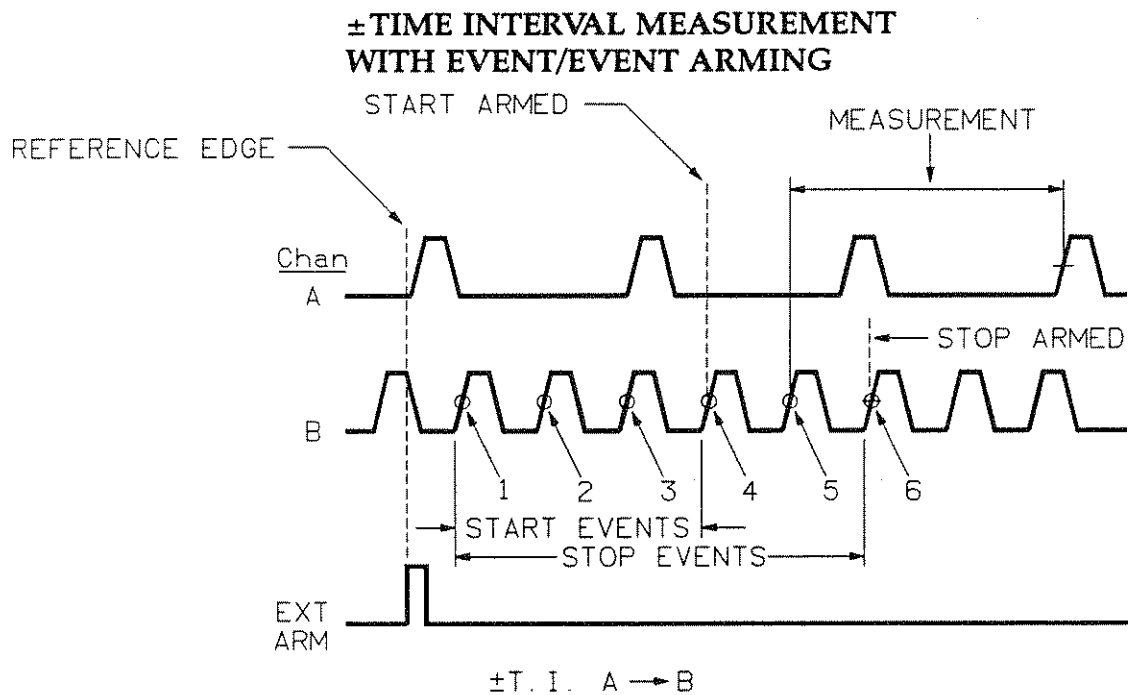 ±TIME INTERVAL MEASUREMENT
WITH EVENT/EVENT ARMING
START ARMED
MEASUREMENT
REFERENCE EDGE
Chan
A
STOP ARMED
B
1 2 3 4 5 6
START EVENTS
STOP EVENTS
EXT
ARM
±T. I. A → B